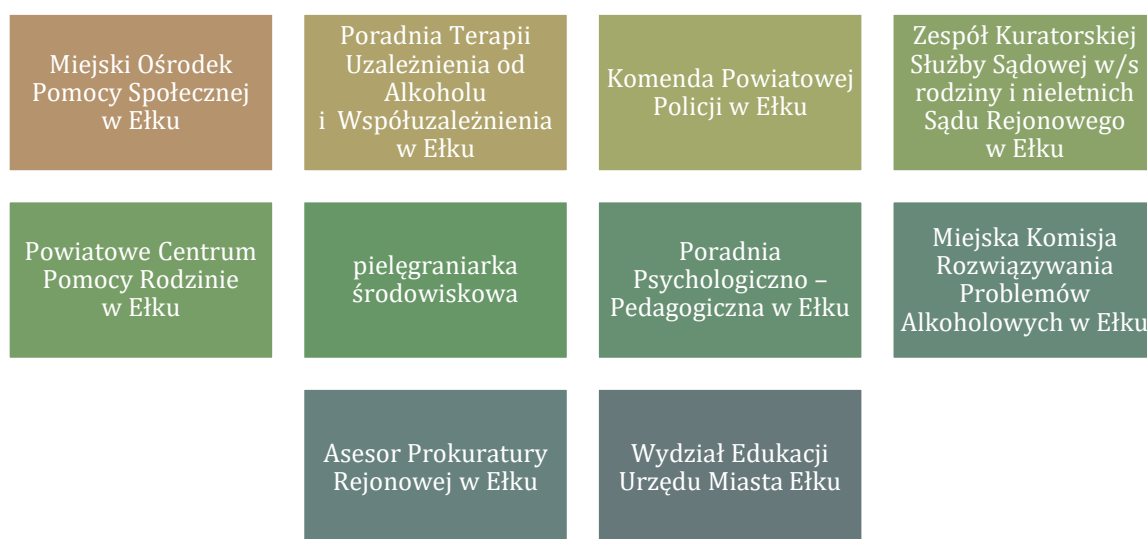 Miejski Ośrodek
Pomocy Społecznej
w Ełku
Poradnia Terapii
Uzależnienia od
Alkoholu
i Współuzależnienia
w Ełku
Komenda Powiatowej
Policji w Ełku
Zespół Kuratorskiej
Służby Sądowej w/s
rodziny i nieletnich
Sądu Rejonowego
w Ełku
Powiatowe Centrum
Pomocy Rodzinie
w Ełku
pielęgraniarka
środowiskowa
Poradnia
Psychologiczno –
Pedagogiczna w Ełku
Miejska Komisja
Rozwiązywania
Problemów
Alkoholowych w Ełku
Asesor Prokuratury
Rejonowej w Ełku
Wydział Edukacji
Urzędu Miasta Ełku